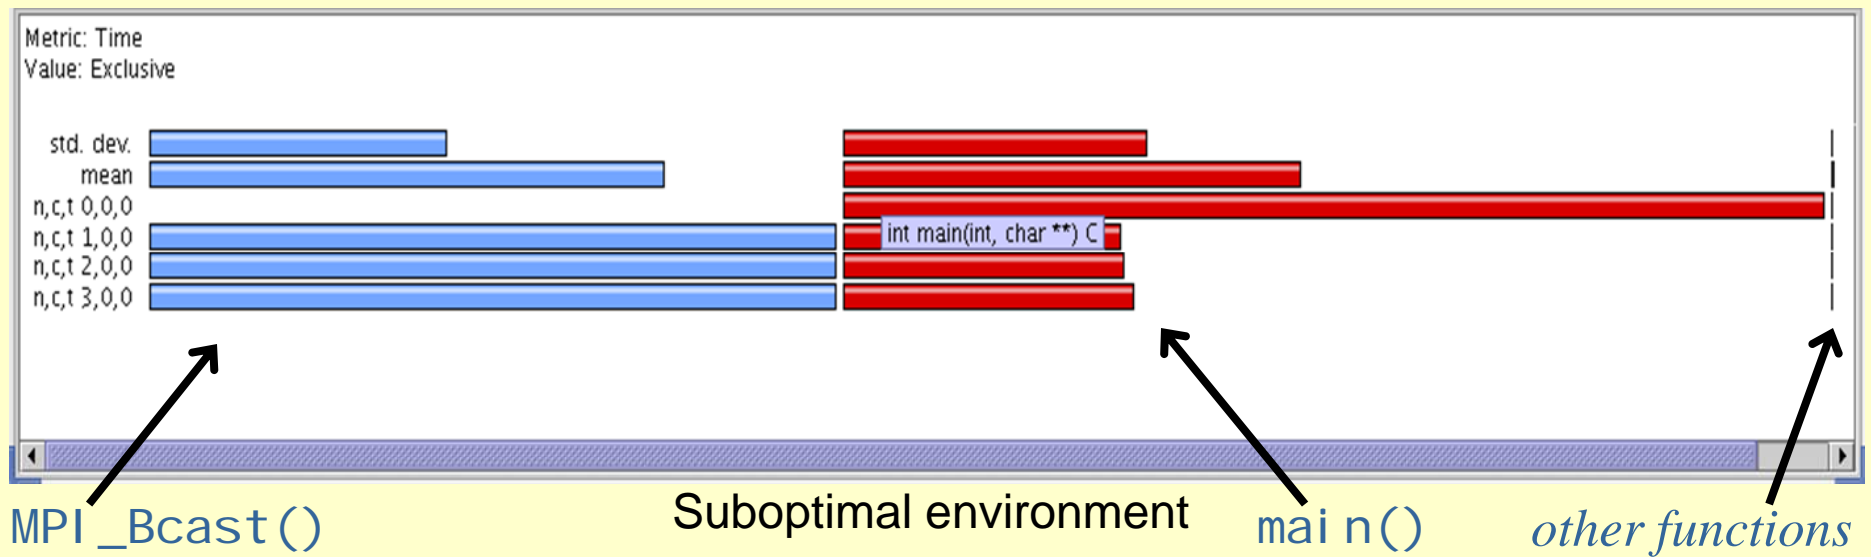 Metric: Time
Value: Exclusive
std. dev.
mean
n,c,t 0,0,0
n,c,t 1,0,0
int main(int, char **) C
n,c,t 2,0,0
n,c,t 3,0,0
MPI_Bcast()
Suboptimal environment
main()
other functions